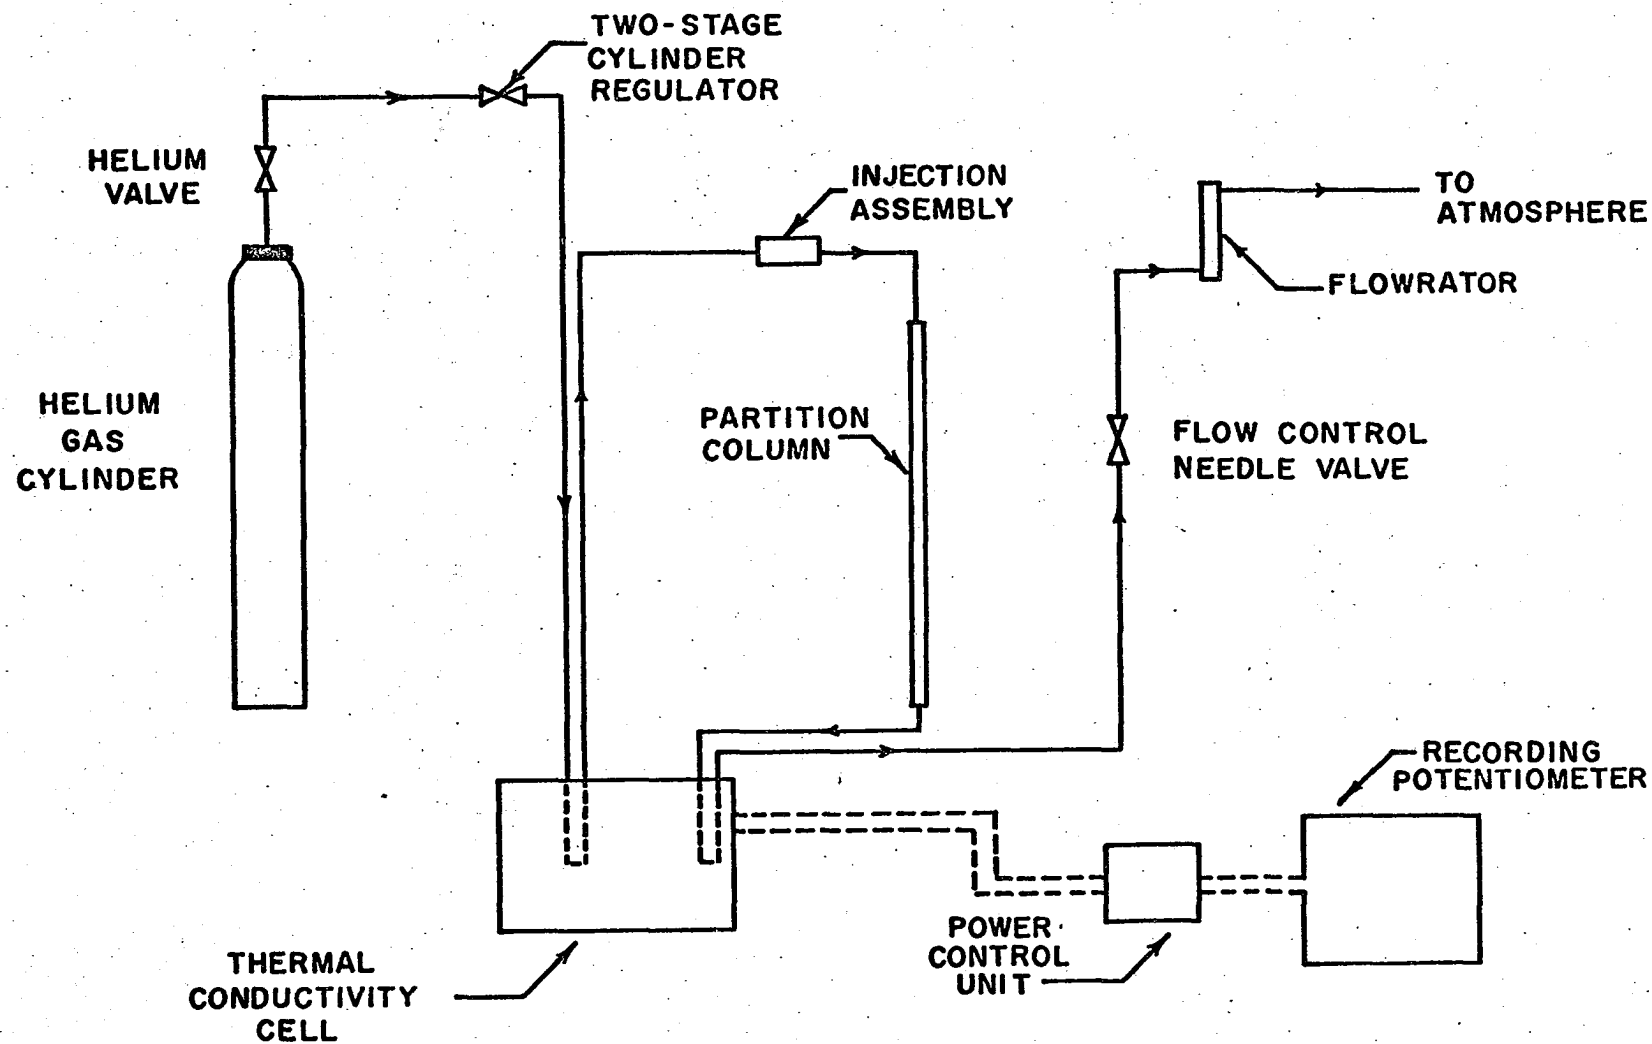 TWO-STAGE
CYLINDER
REGULATOR
HELIUM
VALVE
INJECTION
ASSEMBLY
TO
ATMOSPHERE
FLOWRATOR
HELIUM
GAS
CYLINDER
PARTITION
COLUMN
FLOW CONTROL
NEEDLE VALVE
RECORDING
POTENTIOMETER
POWER
CONTROL
UNIT
THERMAL
CONDUCTIVITY
CELL